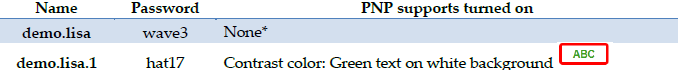 Name Password PNP supports turned on
demo.lisa wave3 None*
demo.lisa.1 hat17 Contrast color: Green text on white background ABC